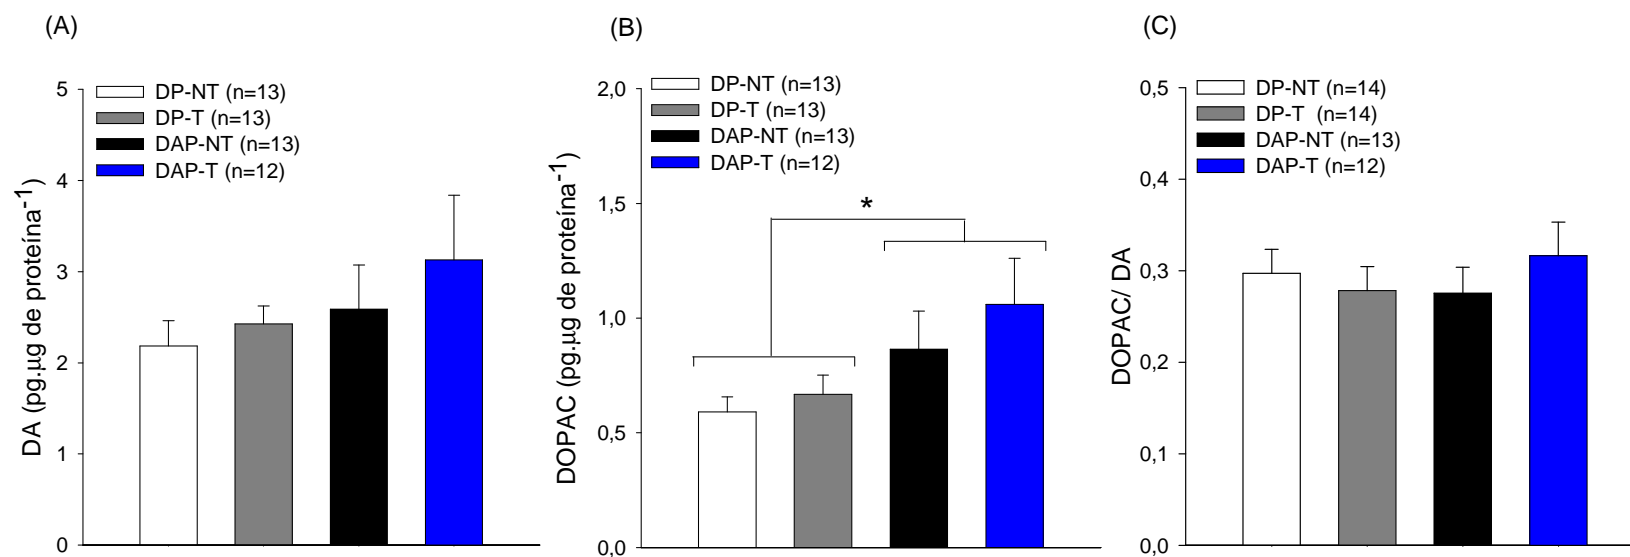 (A)
DP-NT (n=13)
DP-T (n=13)
DAP-NT (n=13)
DAP-T (n=12)
5
4
3
2
1
0
DA (pg.µg de proteína-1)
(B)
DP-NT (n=13)
DP-T (n=13)
DAP-NT (n=13)
DAP-T (n=12)
2,0
1,5
1,0
0,5
0,0
DOPAC (pg.µg de proteína-1)
*
(C)
DP-NT (n=14)
DP-T (n=14)
DAP-NT (n=13)
DAP-T (n=12)
0,5
0,4
0,3
0,2
0,1
0,0
DOPAC/ DA